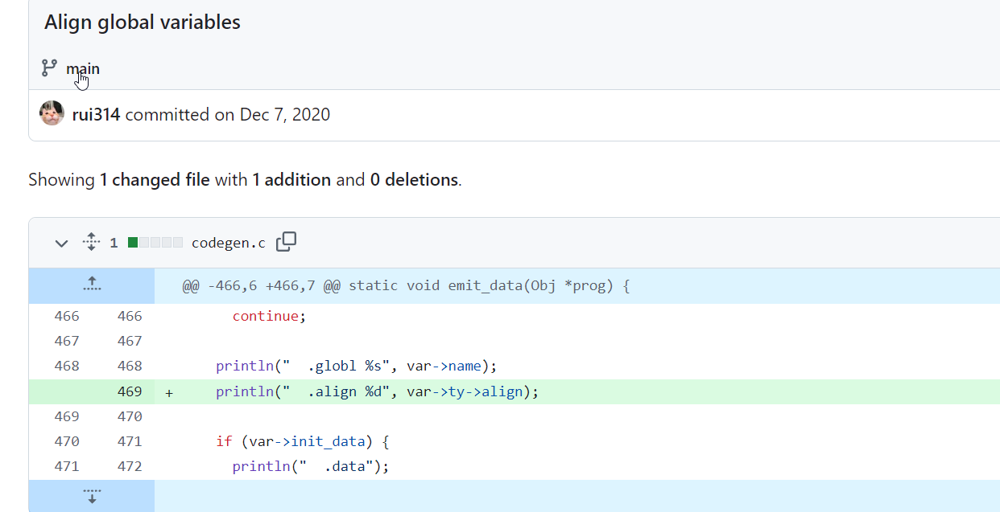 Align global variables
main
rui314 committed on Dec 7, 2020
Showing 1 changed file with 1 addition and 0 deletions.
1 codegen.c
@@ -466,6 +466,7 @@ static void emit_data(Obj *prog) {
466 466 continue;
467 467
468 468 println("  .globl %s", var->name);
469 + println("  .align %d", var->ty->align);
469 470
470 471 if (var->init_data) {
471 472 println("  .data");